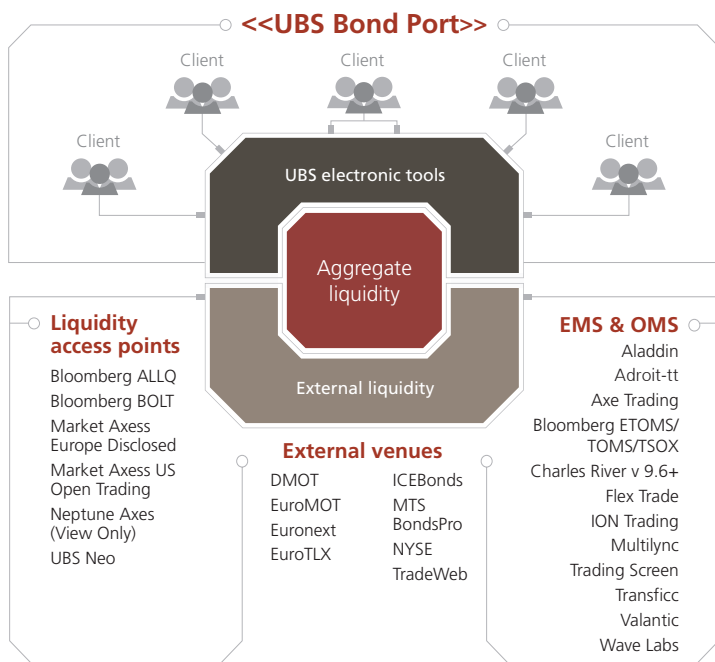 <<UBS Bond Port>>
Client
Client
Client
Client
Client
UBS electronic tools
Aggregate
liquidity
External liquidity
Liquidity
access points
Bloomberg ALLQ
Bloomberg BOLT
Market Axess
Europe Disclosed
Market Axess US
Open Trading
Neptune Axes
(View Only)
UBS Neo
External venues
DMOT
EuroMOT
Euronext
EuroTLX
ICEBonds
MTS
BondsPro
NYSE
TradeWeb
EMS & OMS
Aladdin
Adroit-tt
Axe Trading
Bloomberg ETOMS/
TOMS/TSOX
Charles River v 9.6+
Flex Trade
ION Trading
Multilync
Trading Screen
Transficc
Valantic
Wave Labs